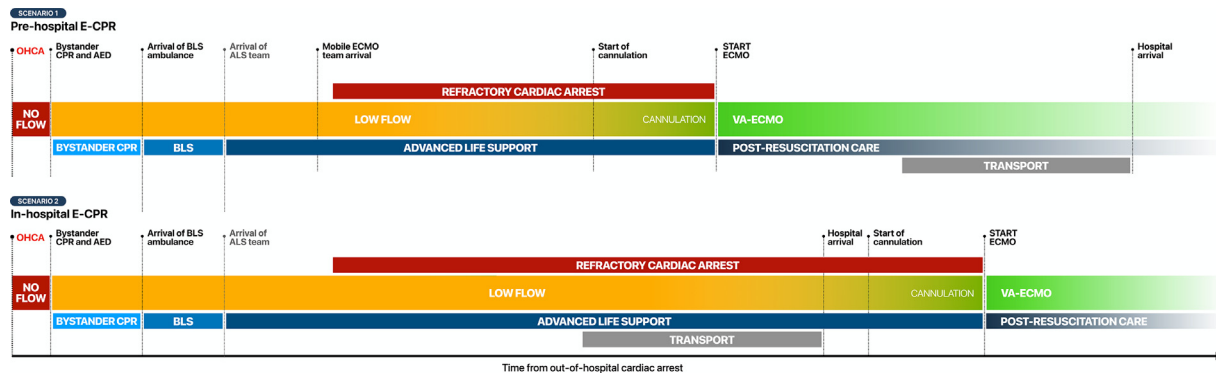 SCENARIO 1
Pre-hospital E-CPR
OHCA
Bystander
CPR and AED
Arrival of BLS
ambulance
Arrival of
ALS team
Mobile ECMO
team arrival
Start of
cannulation
START
ECMO
Hospital
arrival
REFRACTORY CARDIAC ARREST
NO
FLOW
LOW FLOW
CANNULATION
VA-ECMO
BYSTANDER CPR
BLS
ADVANCED LIFE SUPPORT
POST-RESUSCITATION CARE
TRANSPORT
SCENARIO 2
In-hospital E-CPR
OHCA
Bystander
CPR and AED
Arrival of BLS
ambulance
Arrival of
ALS team
Hospital
arrival
Start of
cannulation
START
ECMO
REFRACTORY CARDIAC ARREST
NO
FLOW
LOW FLOW
CANNULATION
VA-ECMO
BYSTANDER CPR
BLS
ADVANCED LIFE SUPPORT
POST-RESUSCITATION CARE
TRANSPORT
Time from out-of-hospital cardiac arrest